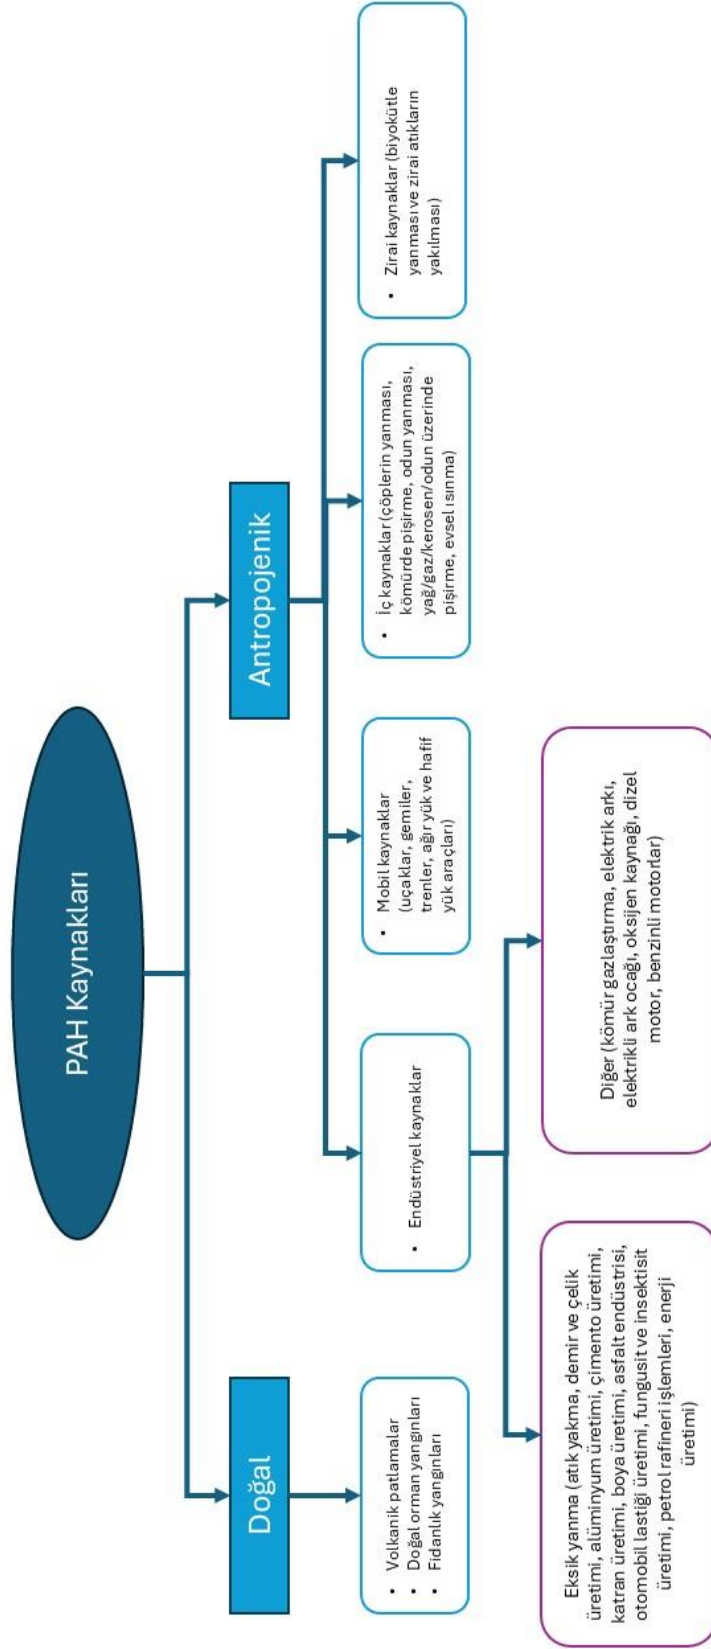 PAH Kaynakları
Doğal
Antropojenik
• Volkanik patlamalar
• Doğal orman yangınları
• Fidanlık yangınları
• Endüstriyel kaynaklar
• Mobil kaynaklar
(uçaklar, gemiler,
trenler, ağır yük ve hafif
yük araçları)
• İç kaynaklar (çöplerin yanması,
kömürde pişirme, odun yanması,
yağ/gaz/kerosen/odun üzerinde
pişirme, evsel ısınma)
• Zirai kaynaklar (biyokütle
yanması ve zirai atıkların
yakılması)
Eksik yanma (atık yakma, demir ve çelik
üretimi, alüminyum üretimi, çimento üretimi,
katran üretimi, boya üretimi, asfalt endüstrisi,
otomobil lastiği üretimi, fungusit ve insektisit
üretimi, petrol rafineri işlemleri, enerji
üretimi)
Diğer (kömür gazlaştırma, elektrik arkı,
elektrikli ark ocağı, oksijen kaynağı, dizel
motor, benzinli motorlar)